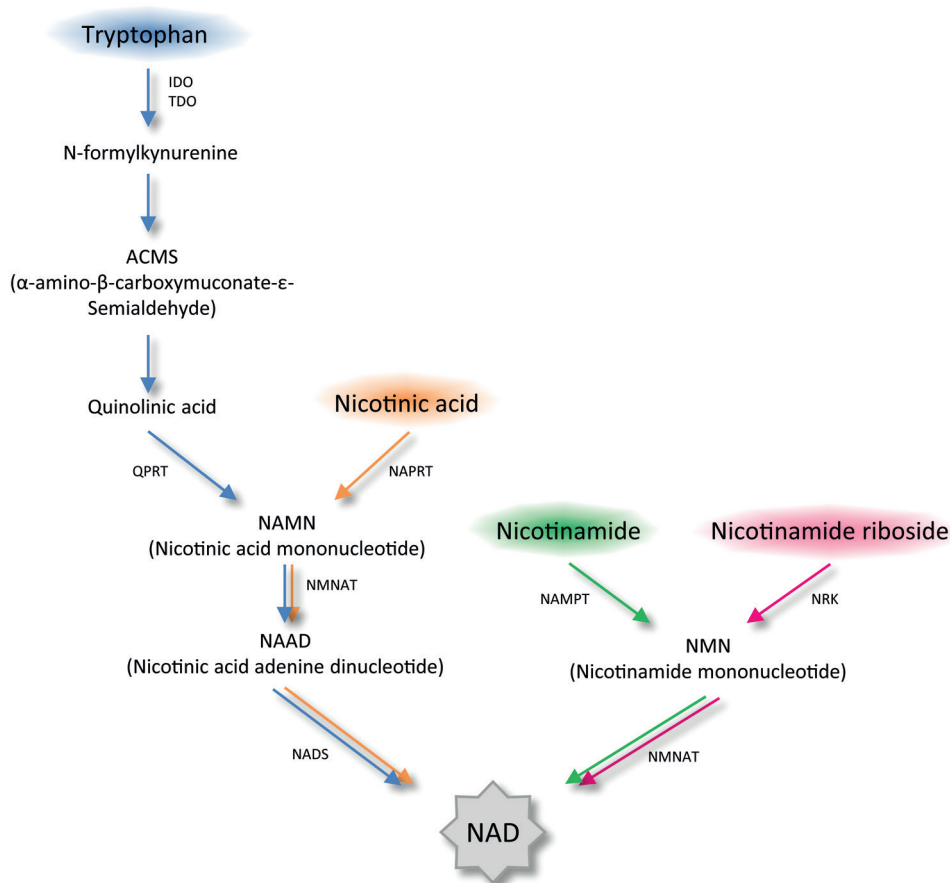 Tryptophan
IDO
TDO
N-formylkynurenine
ACMS
(α-amino-β-carboxymuconate-ε-
Semialdehyde)
Quinolinic acid
Nicotinic acid
QPRT
NAPRT
NAMN
(Nicotinic acid mononucleotide)
Nicotinamide
Nicotinamide riboside
NMNAT
NAMPT
NRK
NAAD
(Nicotinic acid adenine dinucleotide)
NMN
(Nicotinamide mononucleotide)
NADS
NMNAT
NAD